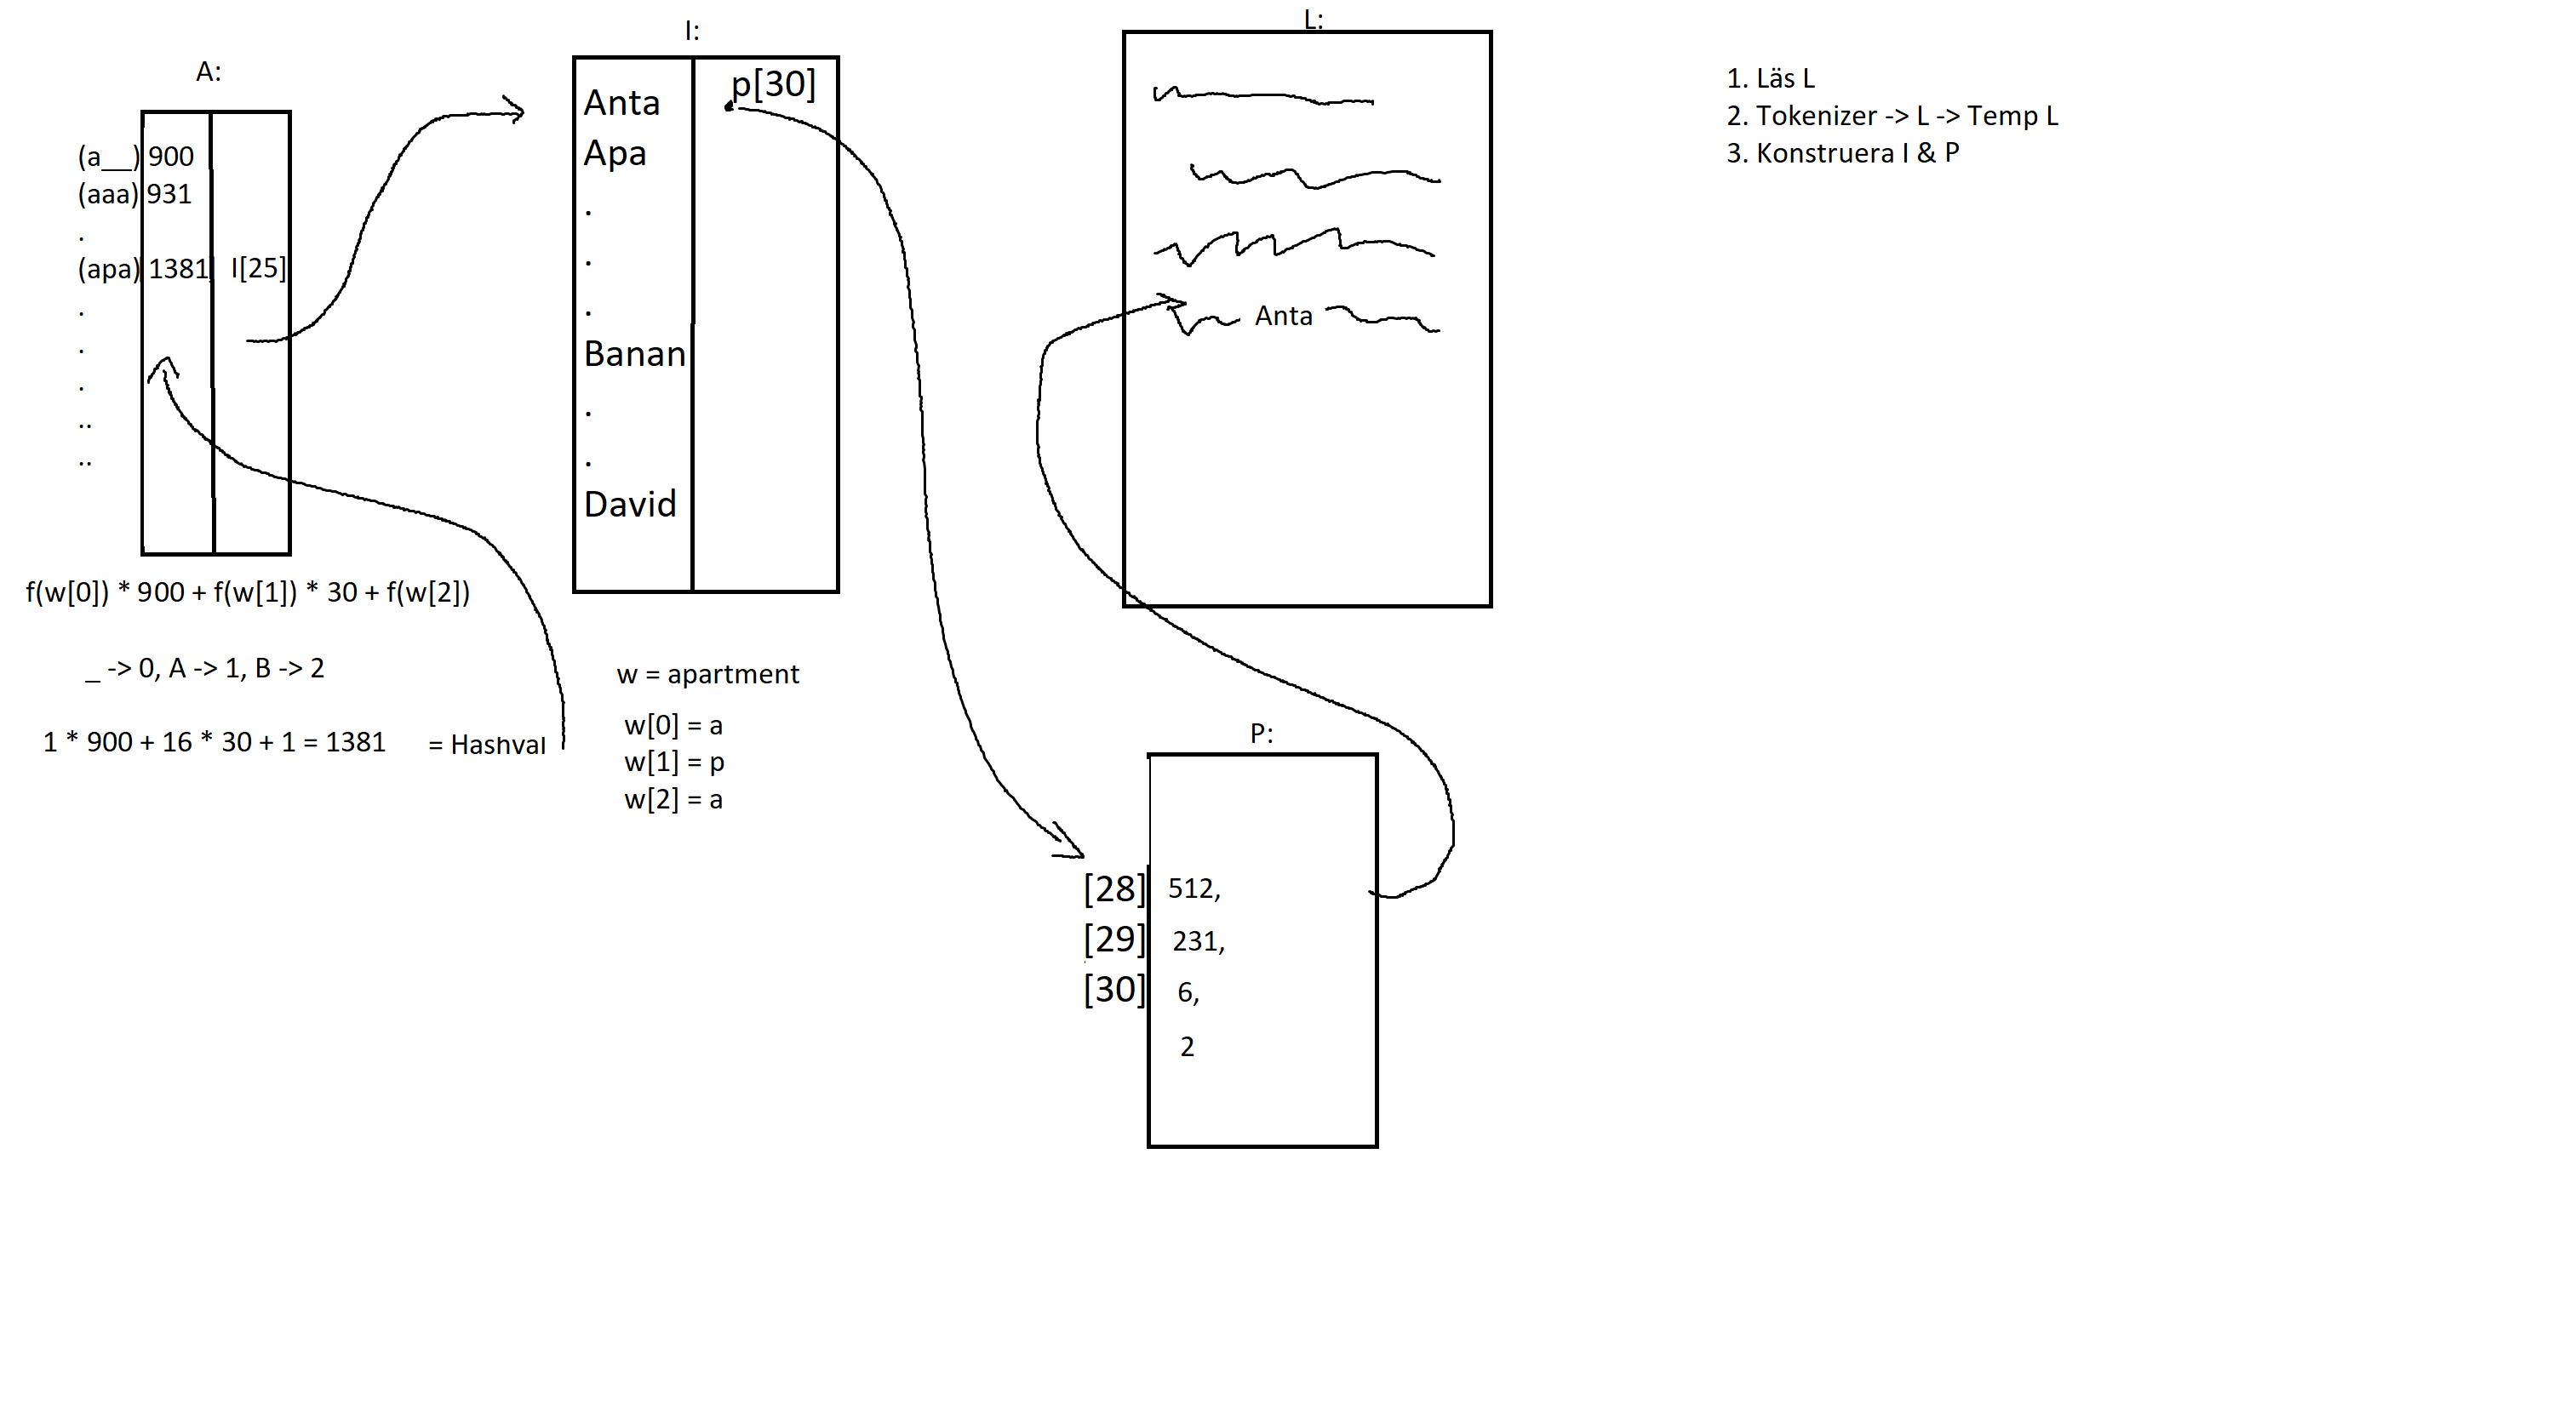 A:
(a__) 900
(aaa) 931
.
(apa) 1381 I[25]
.
.
.
..
..
f(w[0]) * 900 + f(w[1]) * 30 + f(w[2])
_ -> 0, A -> 1, B -> 2
1 * 900 + 16 * 30 + 1 = 1381 = Hashval
I:
Anta p[30]
Apa
.
.
.
Banan
.
.
David
w = apartment
w[0] = a
w[1] = p
w[2] = a
L:
Anta
P:
[28] 512,
[29] 231,
[30] 6,
2
1. Läs L
2. Tokenizer -> L -> Temp L
3. Konstruera I & P